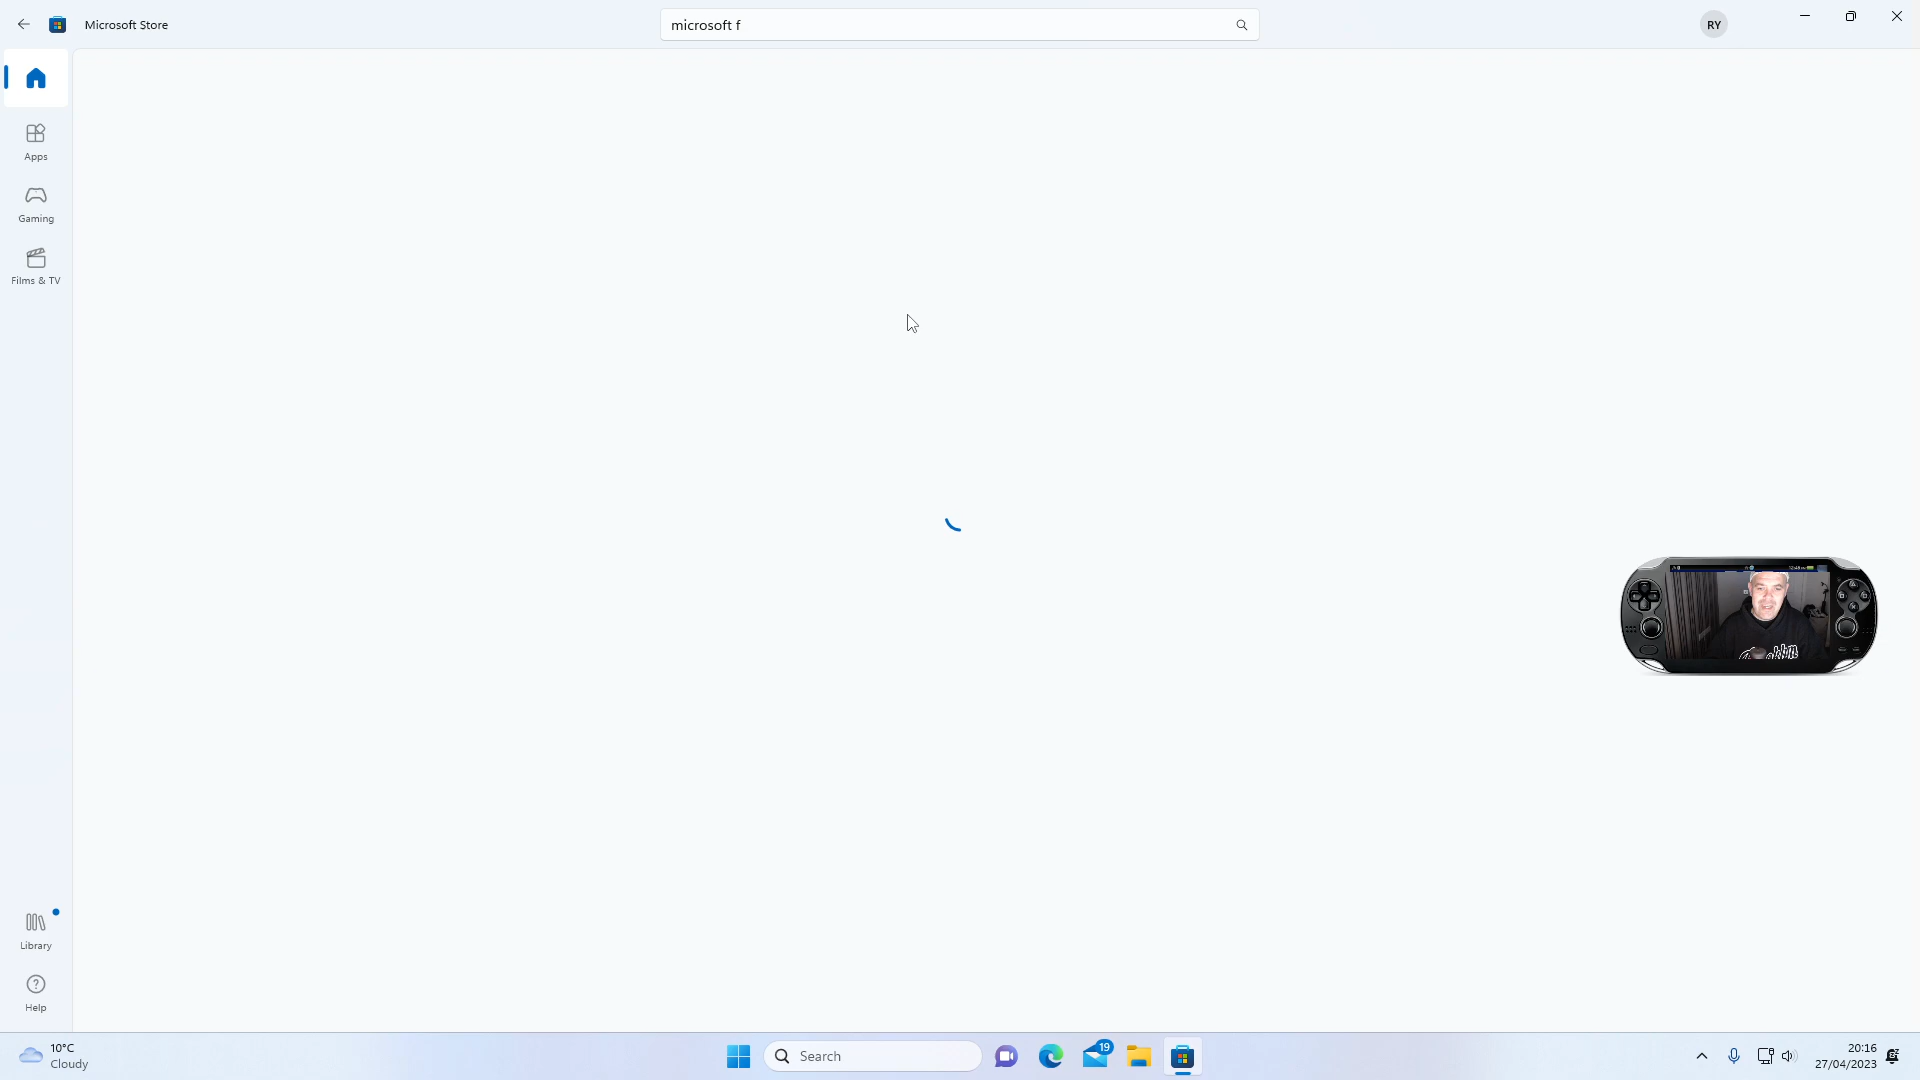 Microsoft Store
microsoft f
RY
Apps
Gaming
Films & TV
Library
Help
10°C
Cloudy
Search
19
20:16
27/04/2023